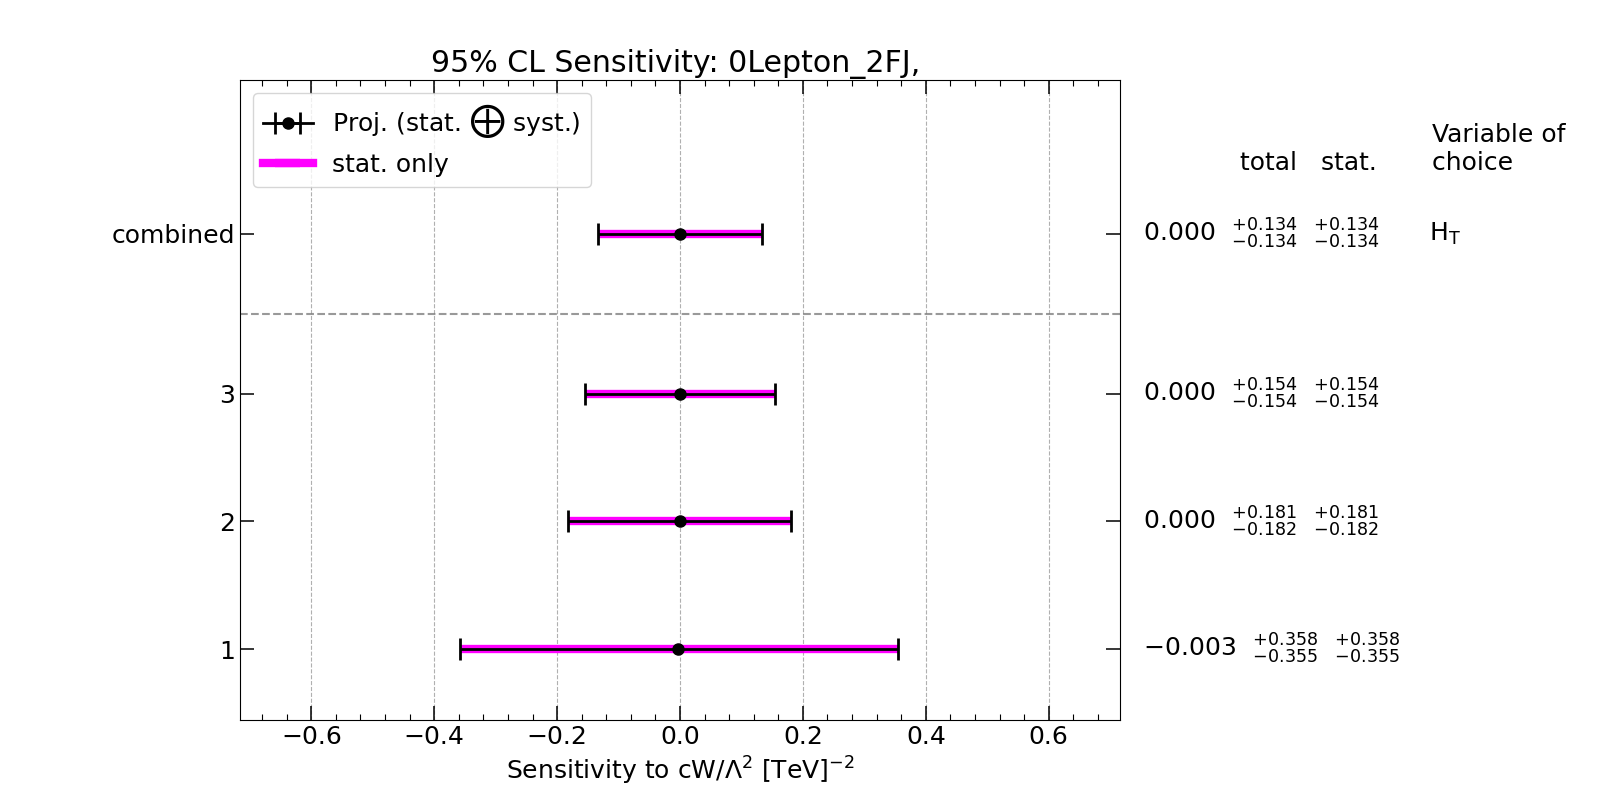 95% CL Sensitivity: 0Lepton_2FJ,
Proj. (stat. ⊕ syst.)
stat. only
Variable of
total stat. choice
combined 0.000 +0.134 −0.134 +0.134 −0.134 H_T
3 0.000 +0.154 −0.154 +0.154 −0.154
2 0.000 +0.181 −0.182 +0.181 −0.182
1 −0.003 +0.358 −0.355 +0.358 −0.355
−0.6 −0.4 −0.2 0.0 0.2 0.4 0.6
Sensitivity to cW/Λ² [TeV]⁻²